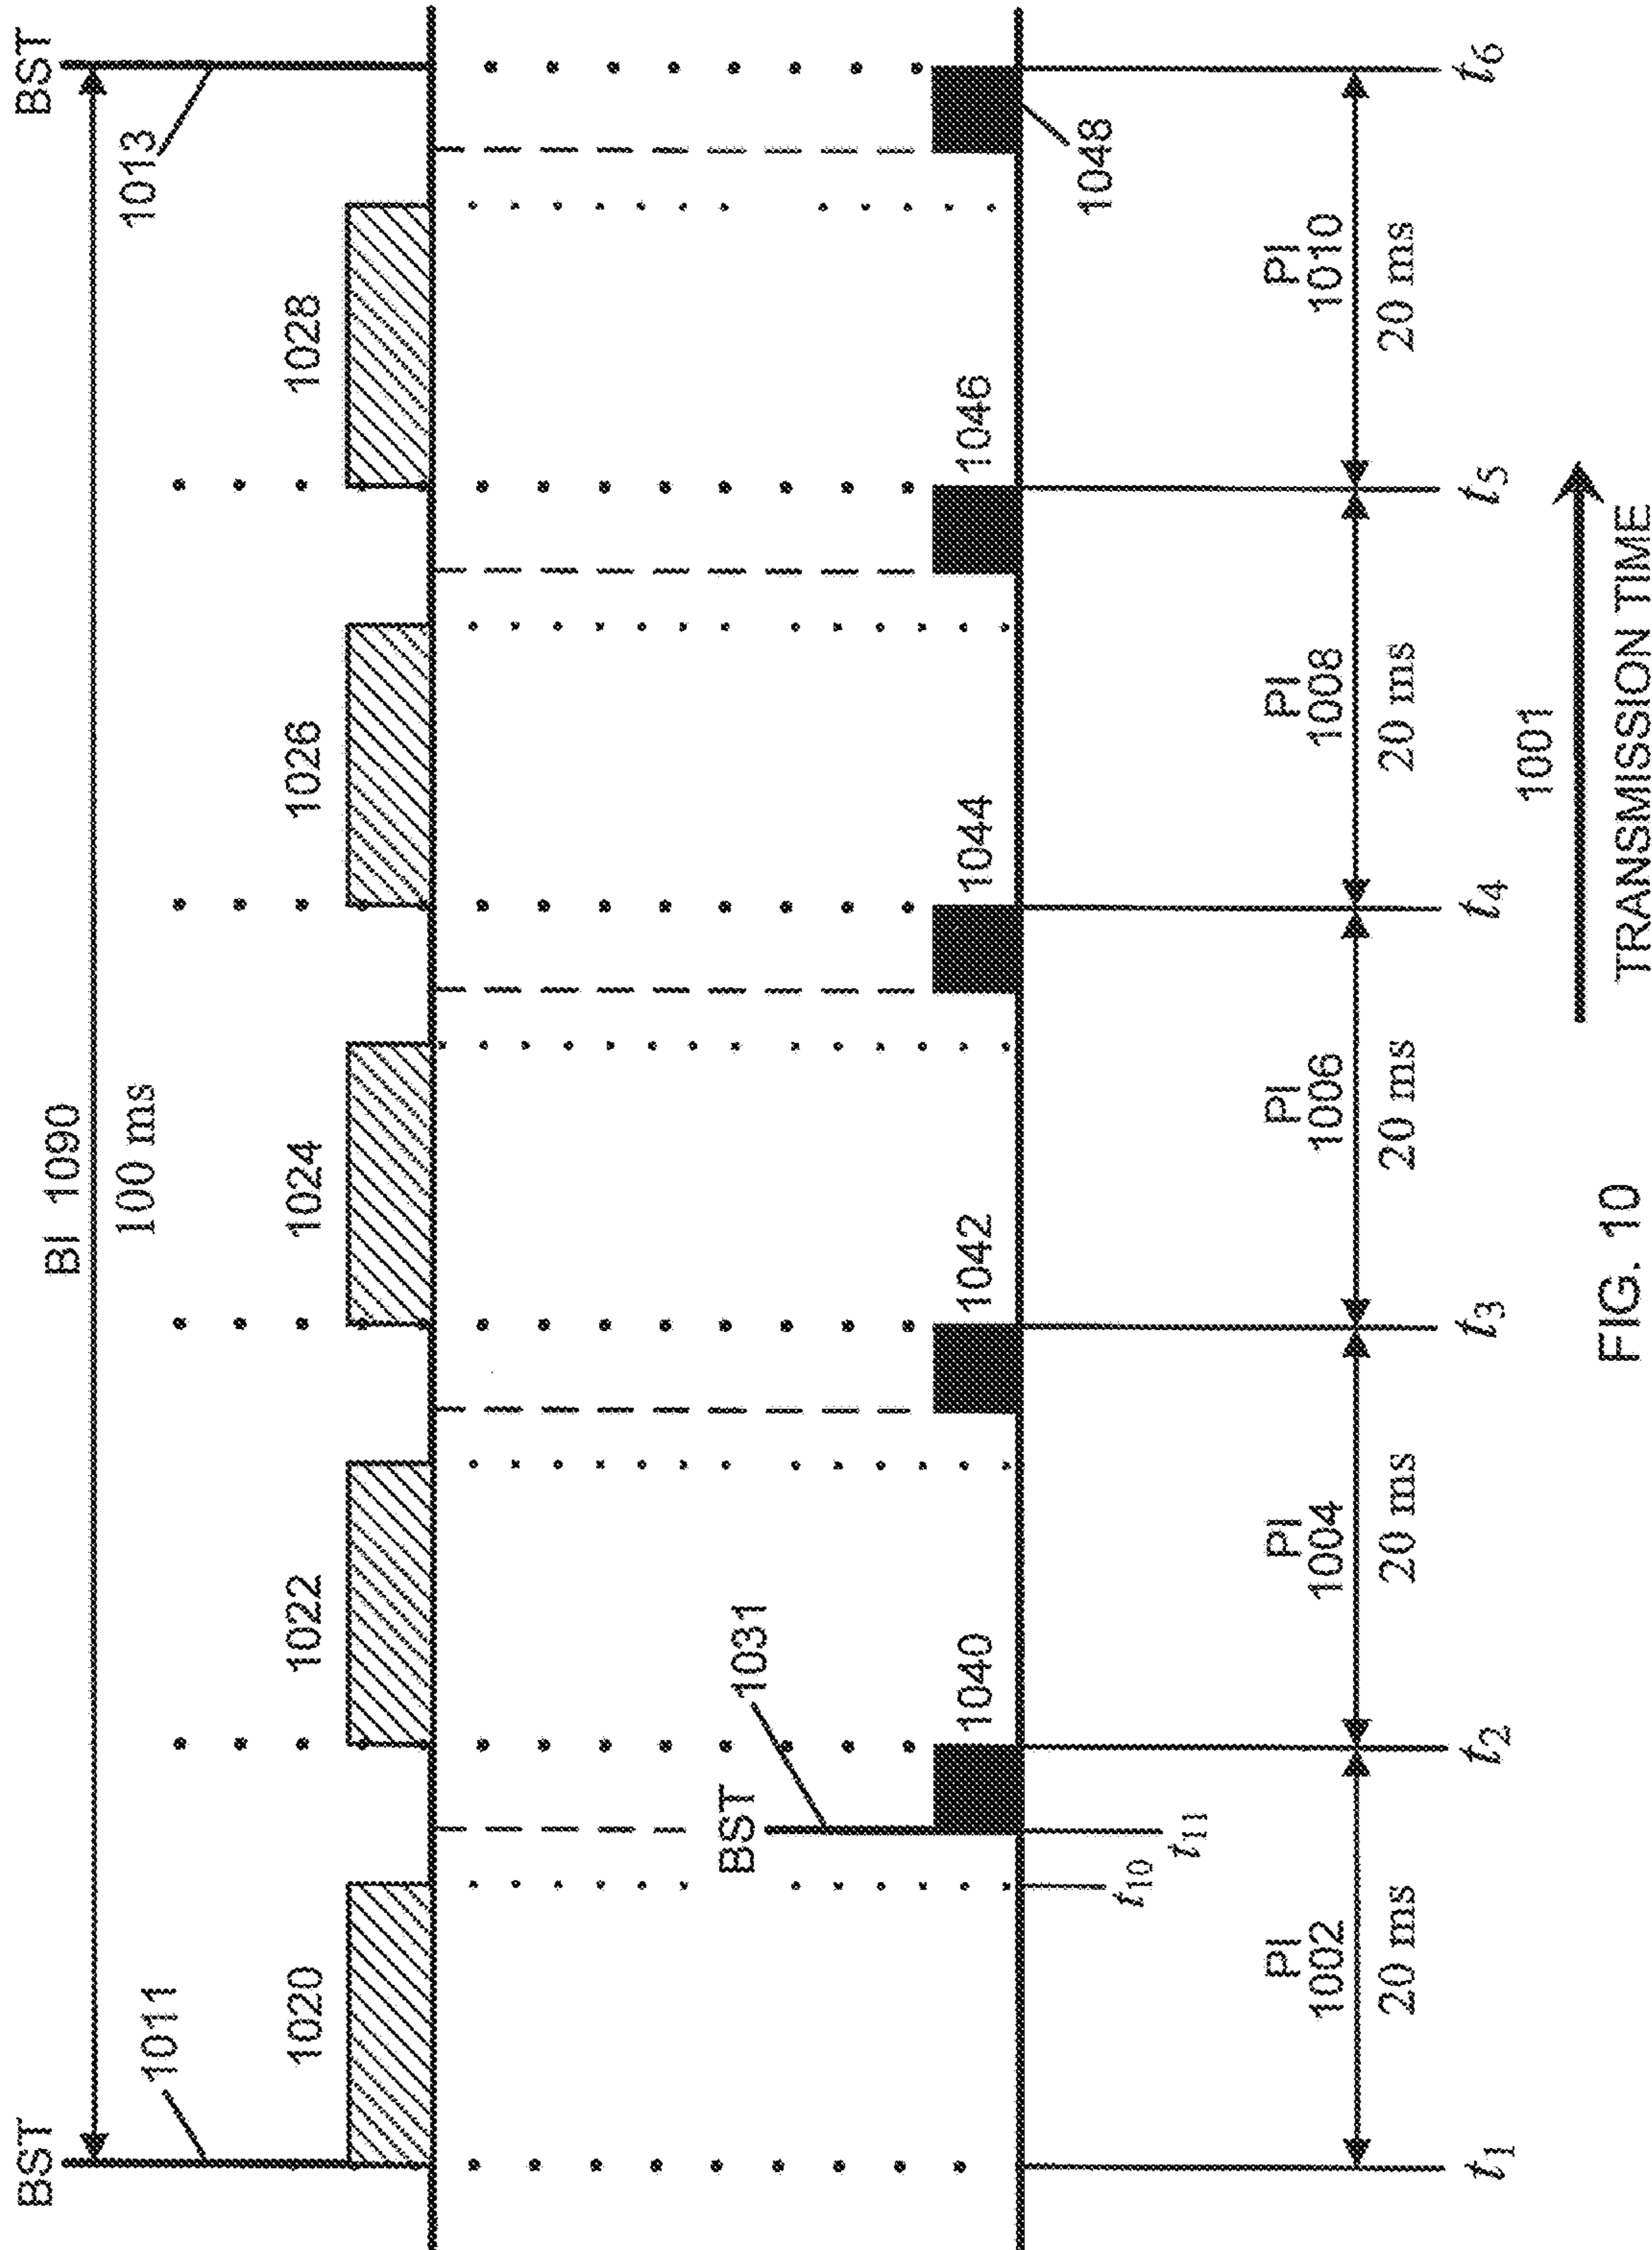 BST
BST
BI 1090
100 ms
1011
1013
1020
1022
1024
1026
1028
BST
1031
1040
1042
1044
1046
1048
t10
t11
PI
1002
20 ms
PI
1004
20 ms
PI
1006
20 ms
PI
1008
20 ms
PI
1010
20 ms
t1
t2
t3
t4
t5
t6
1001
TRANSMISSION TIME
FIG. 10